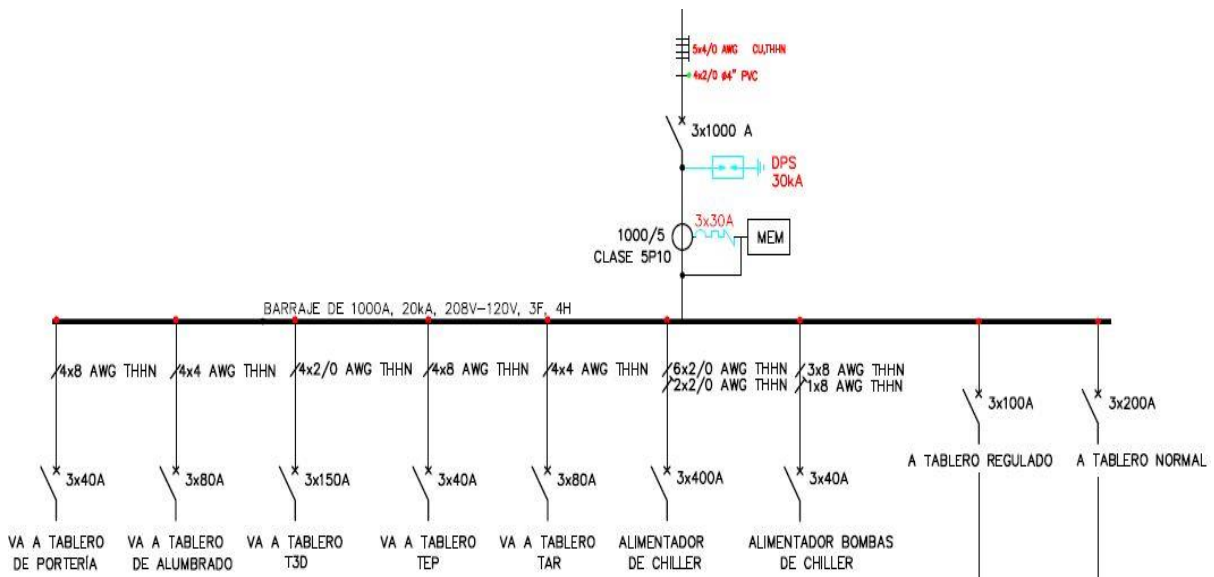 5x4/0 AWG CU,THHN
4x2/0 ø4" PVC
3x1000 A
DPS
30kA
3x30A
1000/5
CLASE 5P10
MEM
BARRAJE DE 1000A, 20kA, 208V-120V, 3F, 4H
4x8 AWG THHN
4x4 AWG THHN
4x2/0 AWG THHN
4x8 AWG THHN
4x4 AWG THHN
6x2/0 AWG THHN
2x2/0 AWG THHN
3x8 AWG THHN
1x8 AWG THHN
3x100A
3x200A
A TABLERO REGULADO
A TABLERO NORMAL
3x40A
3x80A
3x150A
3x40A
3x80A
3x400A
3x40A
VA A TABLERO
DE PORTERÍA
VA A TABLERO
DE ALUMBRADO
VA A TABLERO
T3D
VA A TABLERO
TEP
VA A TABLERO
TAR
ALIMENTADOR
DE CHILLER
ALIMENTADOR BOMBAS
DE CHILLER